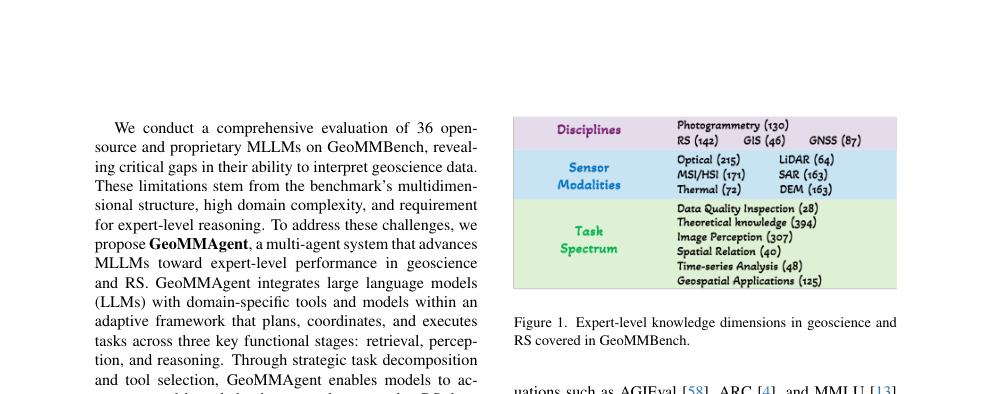 We conduct a comprehensive evaluation of 36 open-
source and proprietary MLLMs on GeoMMBench, reveal-
ing critical gaps in their ability to interpret geoscience data.
These limitations stem from the benchmark's multidimen-
sional structure, high domain complexity, and requirement
for expert-level reasoning. To address these challenges, we
propose GeoMMAgent, a multi-agent system that advances
MLLMs toward expert-level performance in geoscience
and RS. GeoMMAgent integrates large language models
(LLMs) with domain-specific tools and models within an
adaptive framework that plans, coordinates, and executes
tasks across three key functional stages: retrieval, percep-
tion, and reasoning. Through strategic task decomposition
and tool selection, GeoMMAgent enables models to ac-
Disciplines
Photogrammetry (130)
RS (142) GIS (46) GNSS (87)
Sensor
Modalities
Optical (215) LiDAR (64)
MSI/HSI (171) SAR (163)
Thermal (72) DEM (163)
Task
Spectrum
Data Quality Inspection (28)
Theoretical knowledge (394)
Image Perception (307)
Spatial Relation (40)
Time-series Analysis (48)
Geospatial Applications (125)
Figure 1. Expert-level knowledge dimensions in geoscience and
RS covered in GeoMMBench.
uations such as AGIEval [58], ARC [4], and MMLU [13]